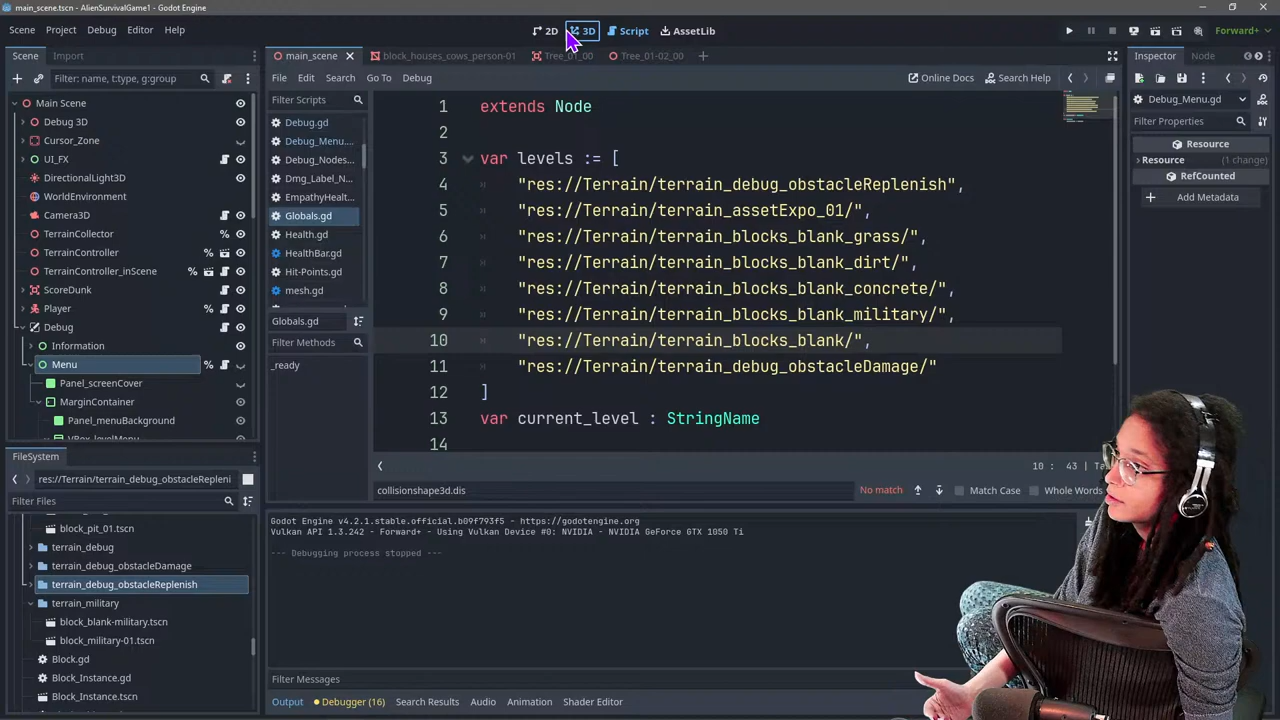 main_scene.tscn - AlienSurvivalGame1 - Godot Engine
Scene Project Debug Editor Help
2D 3D Script AssetLib
Forward+
Scene Import
main_scene block_houses_cows_person-01 Tree_01_00 Tree_01-02_00
Inspector Node
Filter: name, t:type, g:group
File Edit Search Go To Debug
Online Docs Search Help
Filter Scripts
Debug_Menu.gd
Filter Properties
Resource
Resource (1 change)
RefCounted
Add Metadata
Main Scene
Debug 3D
Cursor_Zone
UI_FX
DirectionalLight3D
WorldEnvironment
Camera3D
TerrainCollector
TerrainController
TerrainController_inScene
ScoreDunk
Player
Debug
Information
Menu
Panel_screenCover
MarginContainer
Panel_menuBackground
VBox_levelMenu
Debug.gd
Debug_Menu....
Debug_Nodes...
Dmg_Label_N...
EmpathyHealt...
Globals.gd
Health.gd
HealthBar.gd
Hit-Points.gd
mesh.gd
Globals.gd
Filter Methods
_ready
1 extends Node
2
3 var levels := [
4 "res://Terrain/terrain_debug_obstacleReplenish",
5 "res://Terrain/terrain_assetExpo_01/",
6 "res://Terrain/terrain_blocks_blank_grass/",
7 "res://Terrain/terrain_blocks_blank_dirt/",
8 "res://Terrain/terrain_blocks_blank_concrete/",
9 "res://Terrain/terrain_blocks_blank_military/",
10 "res://Terrain/terrain_blocks_blank/",
11 "res://Terrain/terrain_debug_obstacleDamage/"
12 ]
13 var current_level : StringName
14
10 : 43
collisionshape3d.dis
No match
Match Case
Whole Words
FileSystem
res://Terrain/terrain_debug_obstacleRepleni
Filter Files
block_pit_01.tscn
terrain_debug
terrain_debug_obstacleDamage
terrain_debug_obstacleReplenish
terrain_military
block_blank-military.tscn
block_military-01.tscn
Block.gd
Block_Instance.gd
Block_Instance.tscn
Godot Engine v4.2.1.stable.official.b09f793f5 - https://godotengine.org
Vulkan API 1.3.242 - Forward+ - Using Vulkan Device #0: NVIDIA - NVIDIA GeForce GTX 1050 Ti
--- Debugging process stopped ---
Filter Messages
Output Debugger (16) Search Results Audio Animation Shader Editor